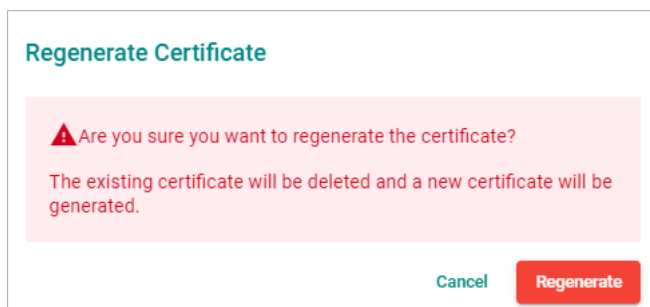 Regenerate Certificate
Are you sure you want to regenerate the certificate?
The existing certificate will be deleted and a new certificate will be
generated.
Cancel Regenerate